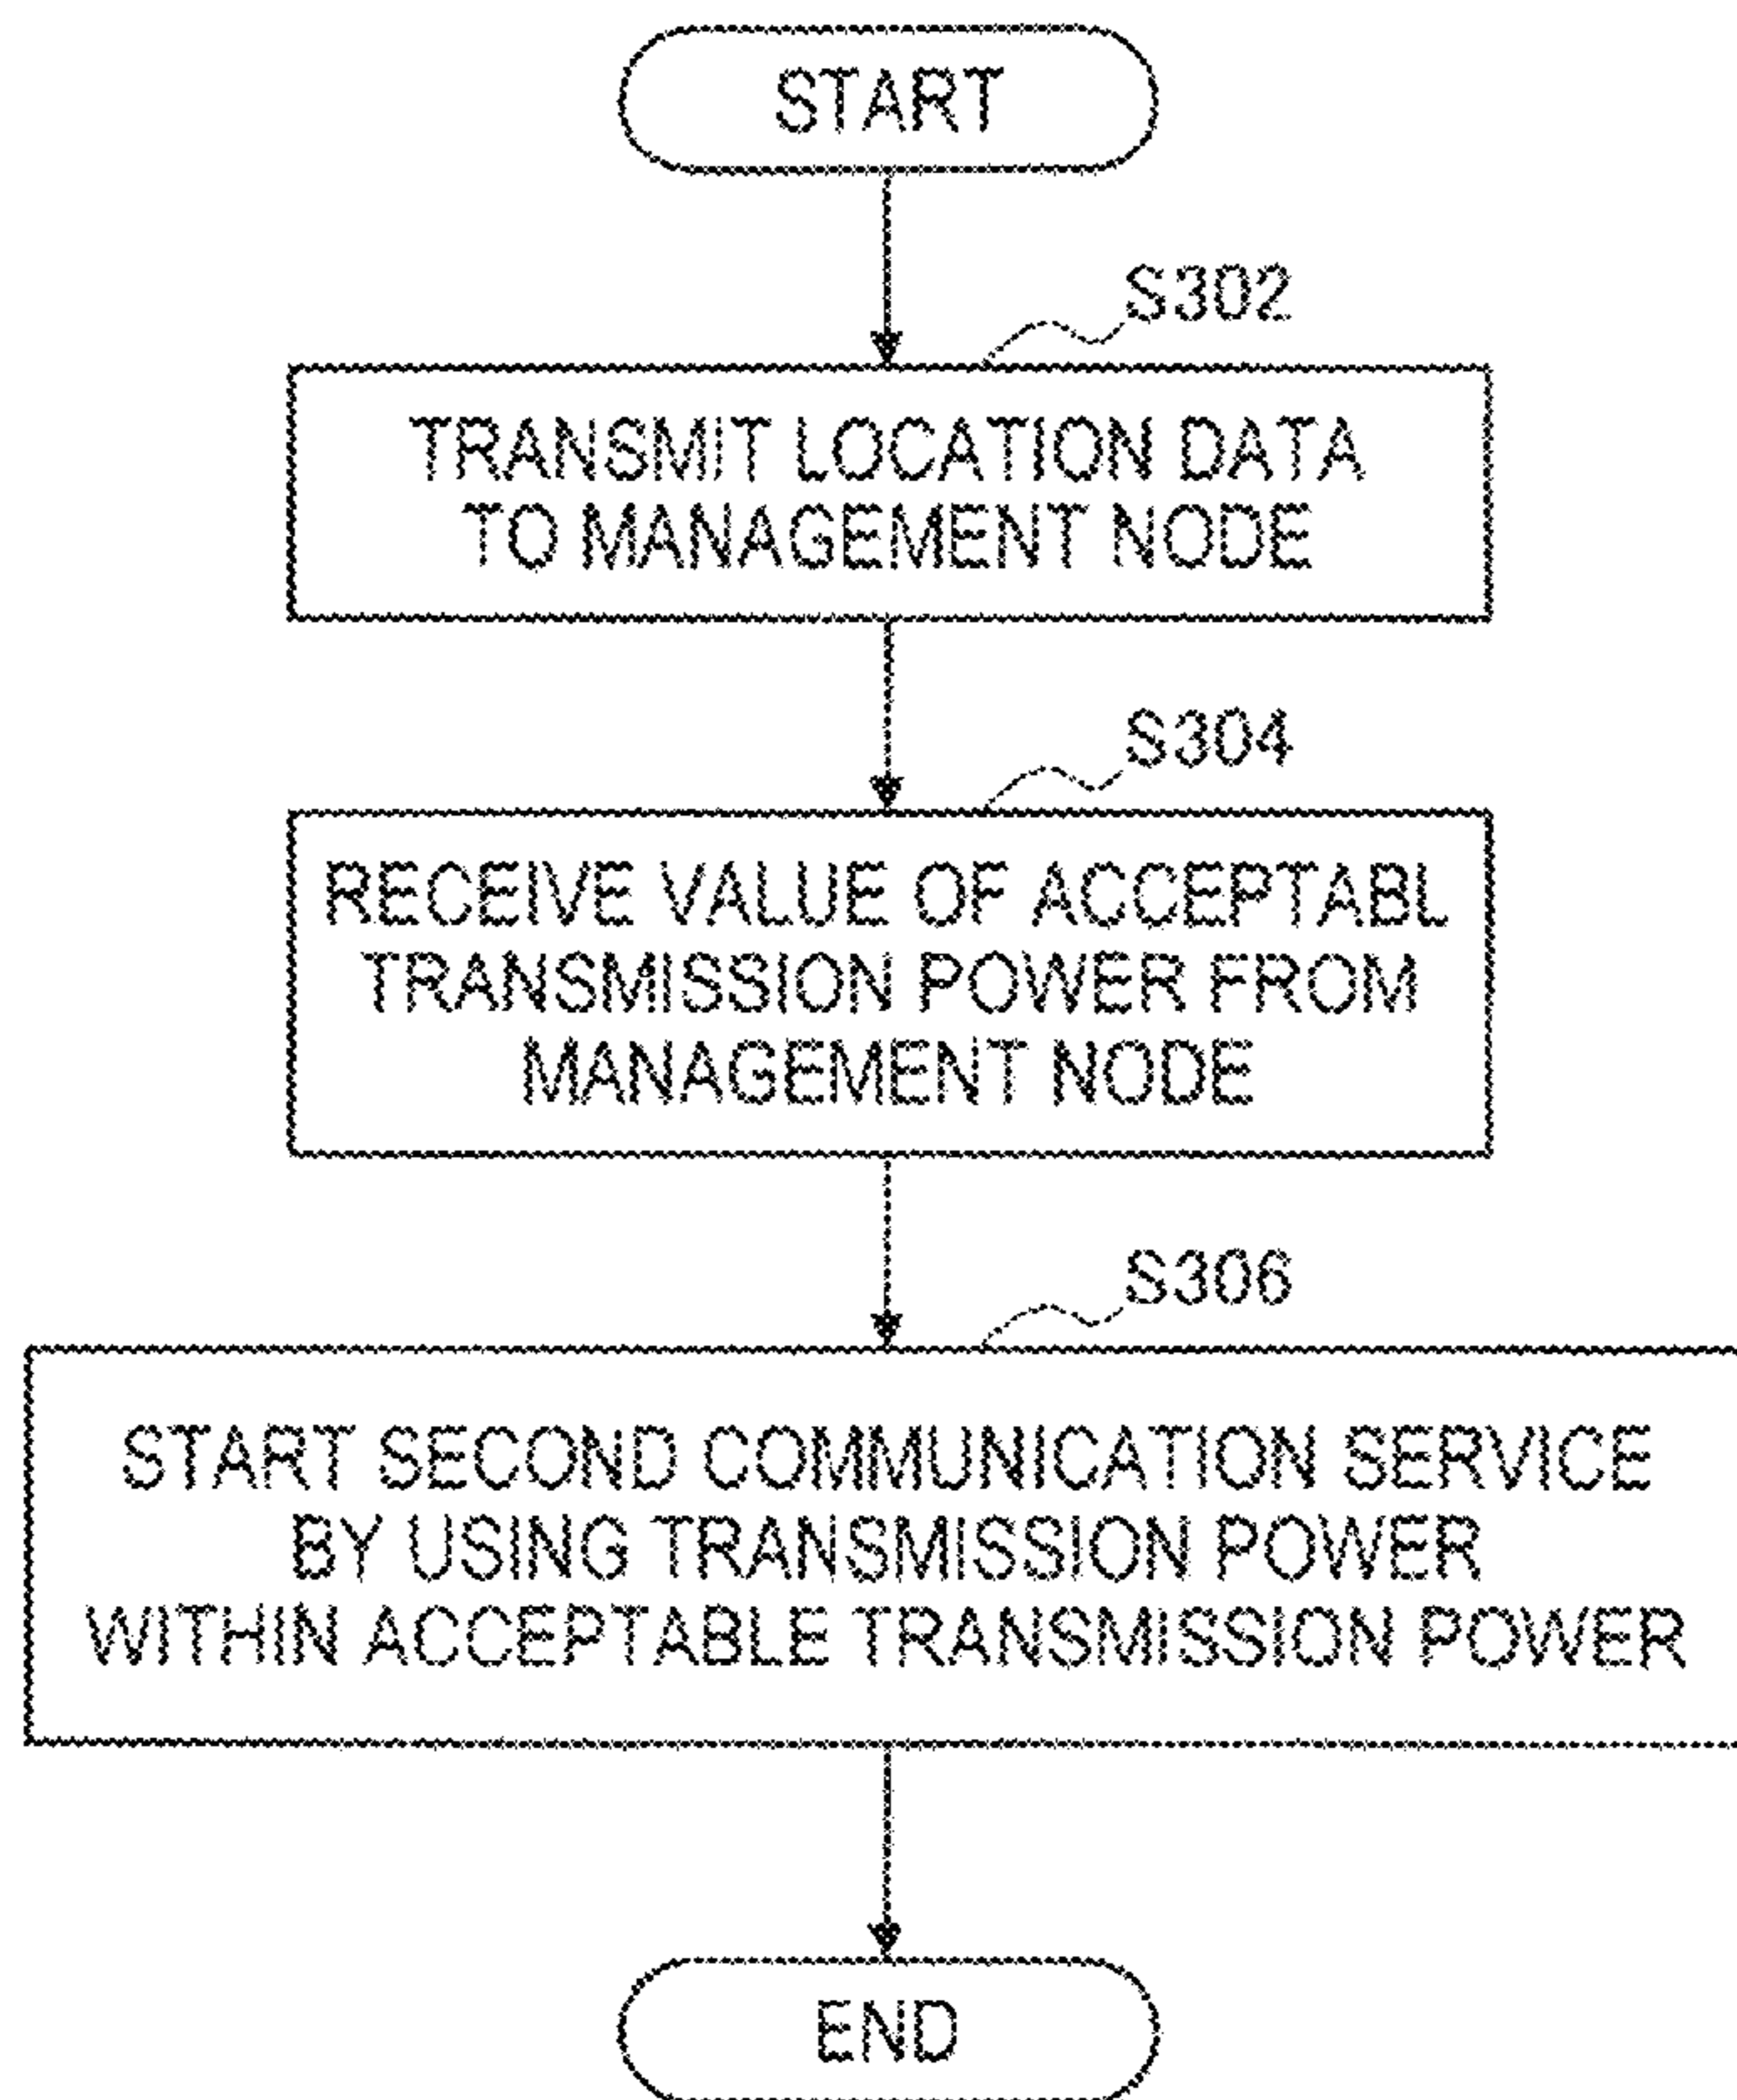 START
S302
TRANSMIT LOCATION DATA
TO MANAGEMENT NODE
S304
RECEIVE VALUE OF ACCEPTABL
TRANSMISSION POWER FROM
MANAGEMENT NODE
S306
START SECOND COMMUNICATION SERVICE
BY USING TRANSMISSION POWER
WITHIN ACCEPTABLE TRANSMISSION POWER
END